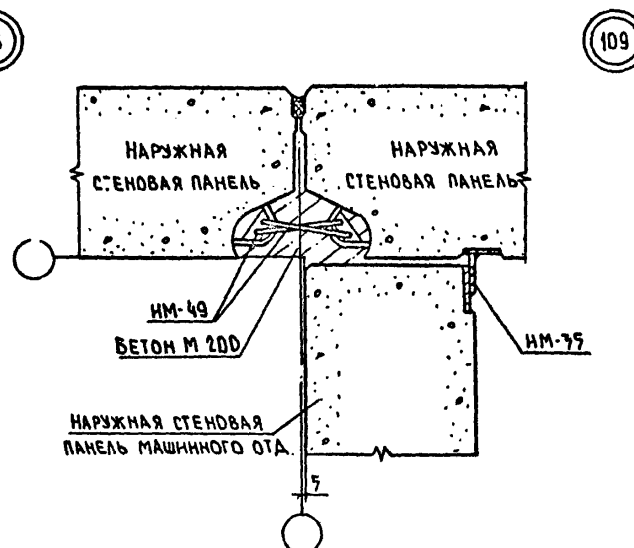 109
НАРУЖНАЯ
СТЕНОВАЯ ПАНЕЛЬ
НАРУЖНАЯ
СТЕНОВАЯ ПАНЕЛЬ
НМ-49
БЕТОН М 200
НМ-35
НАРУЖНАЯ СТЕНОВАЯ
ПАНЕЛЬ МАШИННОГО ОТД.
5